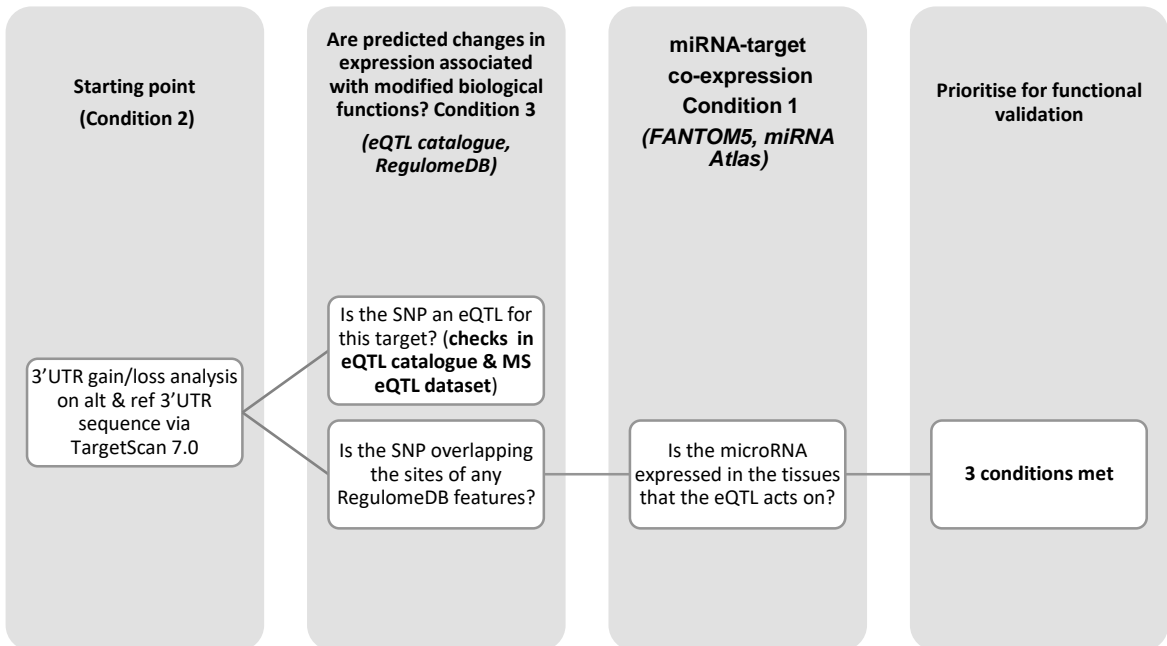 Starting point
(Condition 2)
3’UTR gain/loss analysis
on alt & ref 3’UTR
sequence via
TargetScan 7.0
Are predicted changes in
expression associated
with modified biological
functions? Condition 3
(eQTL catalogue,
RegulomeDB)
Is the SNP an eQTL for
this target? (checks in
eQTL catalogue & MS
eQTL dataset)
Is the SNP overlapping
the sites of any
RegulomeDB features?
miRNA-target
co-expression
Condition 1
(FANTOM5, miRNA
Atlas)
Is the microRNA
expressed in the tissues
that the eQTL acts on?
Prioritise for functional
validation
3 conditions met